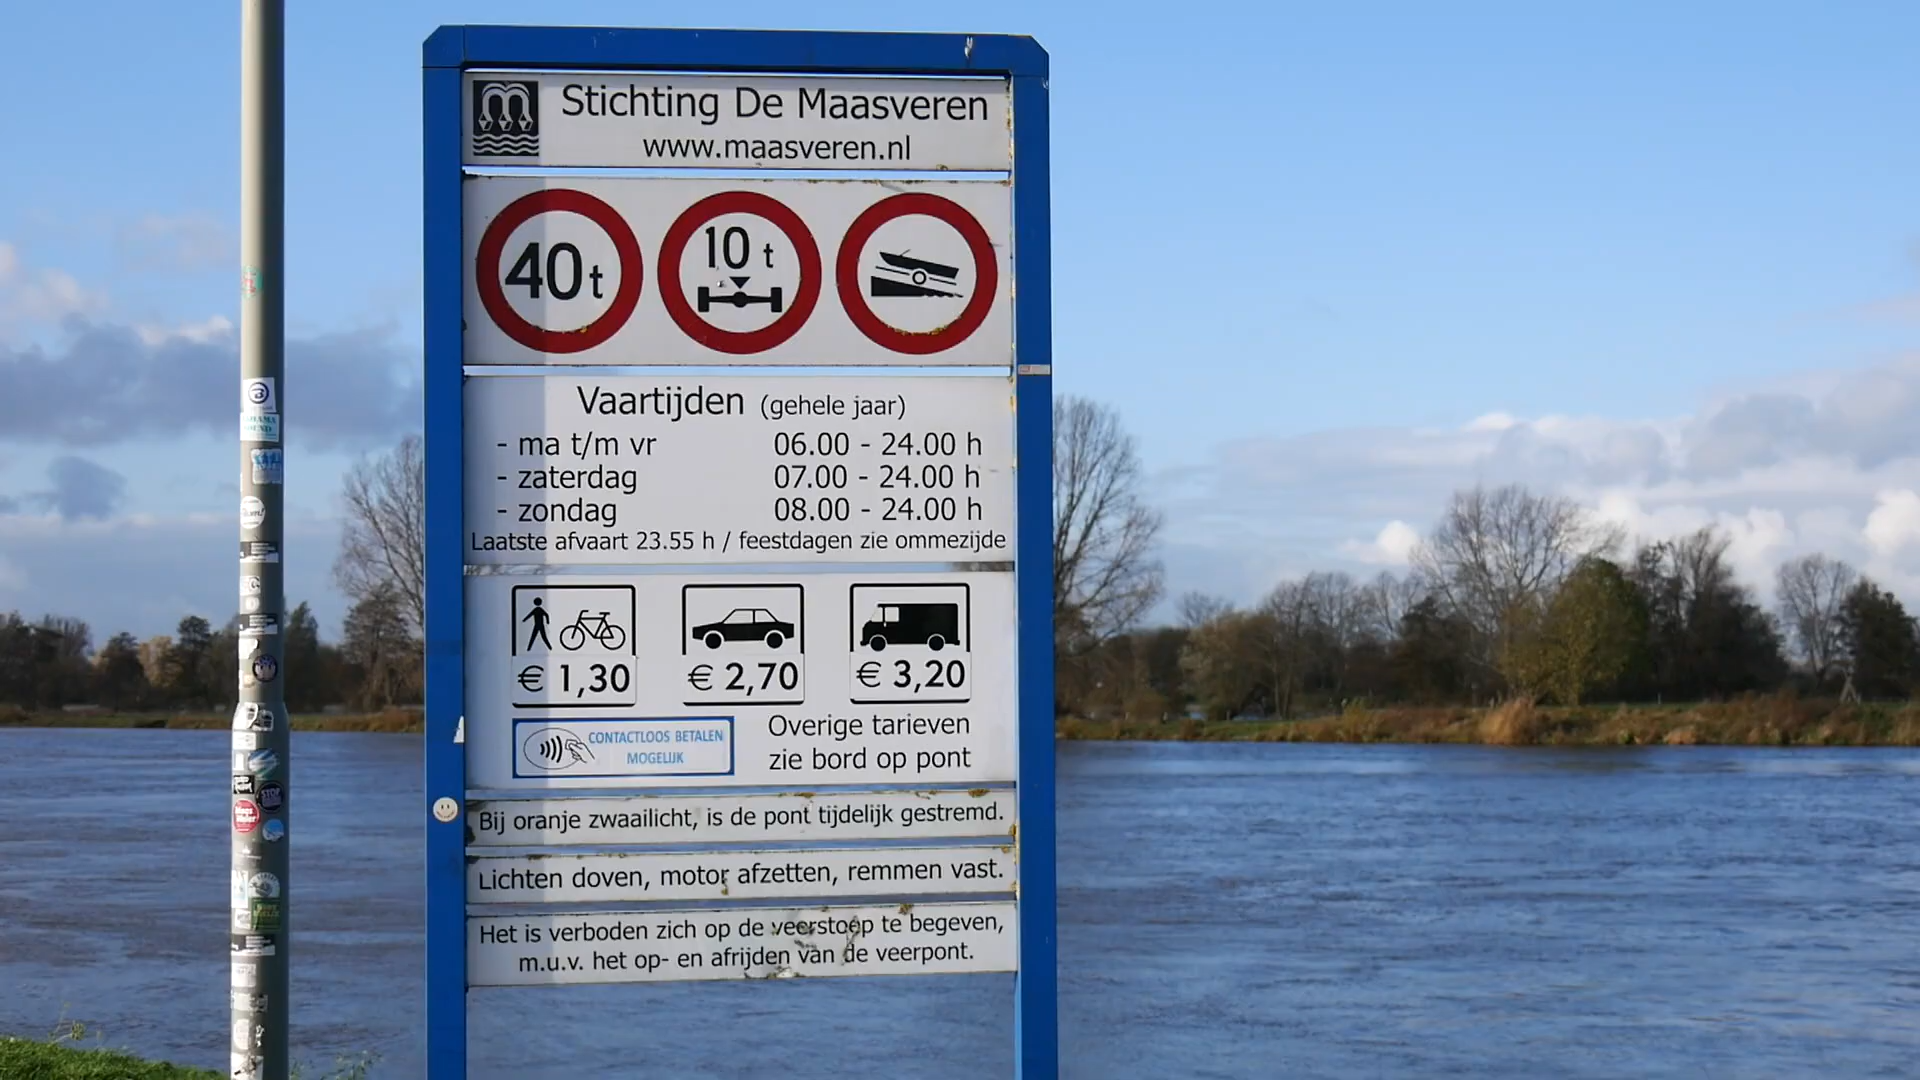 Stichting De Maasveren
www.maasveren.nl
40 t
10 t
Vaartijden (gehele jaar)
- ma t/m vr 06.00 - 24.00 h
- zaterdag 07.00 - 24.00 h
- zondag 08.00 - 24.00 h
Laatste afvaart 23.55 h / feestdagen zie ommezijde
€ 1,30
€ 2,70
€ 3,20
CONTACTLOOS BETALEN
MOGELIJK
Overige tarieven
zie bord op pont
Bij oranje zwaailicht, is de pont tijdelijk gestremd.
Lichten doven, motor afzetten, remmen vast.
Het is verboden zich op de veerstoep te begeven,
m.u.v. het op- en afrijden van de veerpont.
STOP